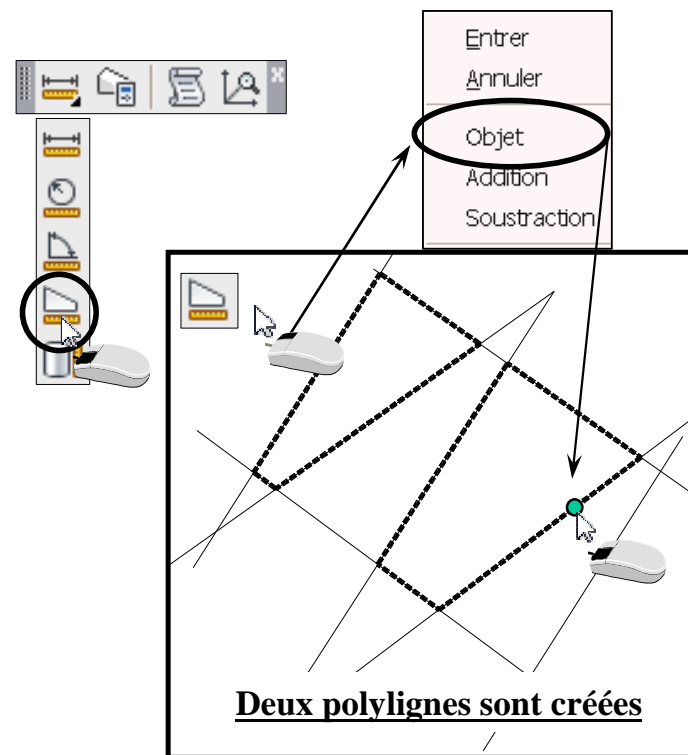 Entrer
Annuler
Objet
Addition
Soustraction
Deux polylignes sont créées